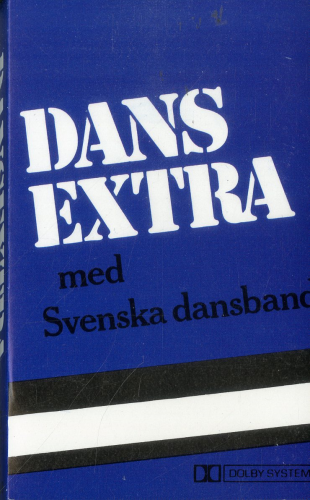 DANS
EXTRA
med
Svenska dansband
DOLBY SYSTEM